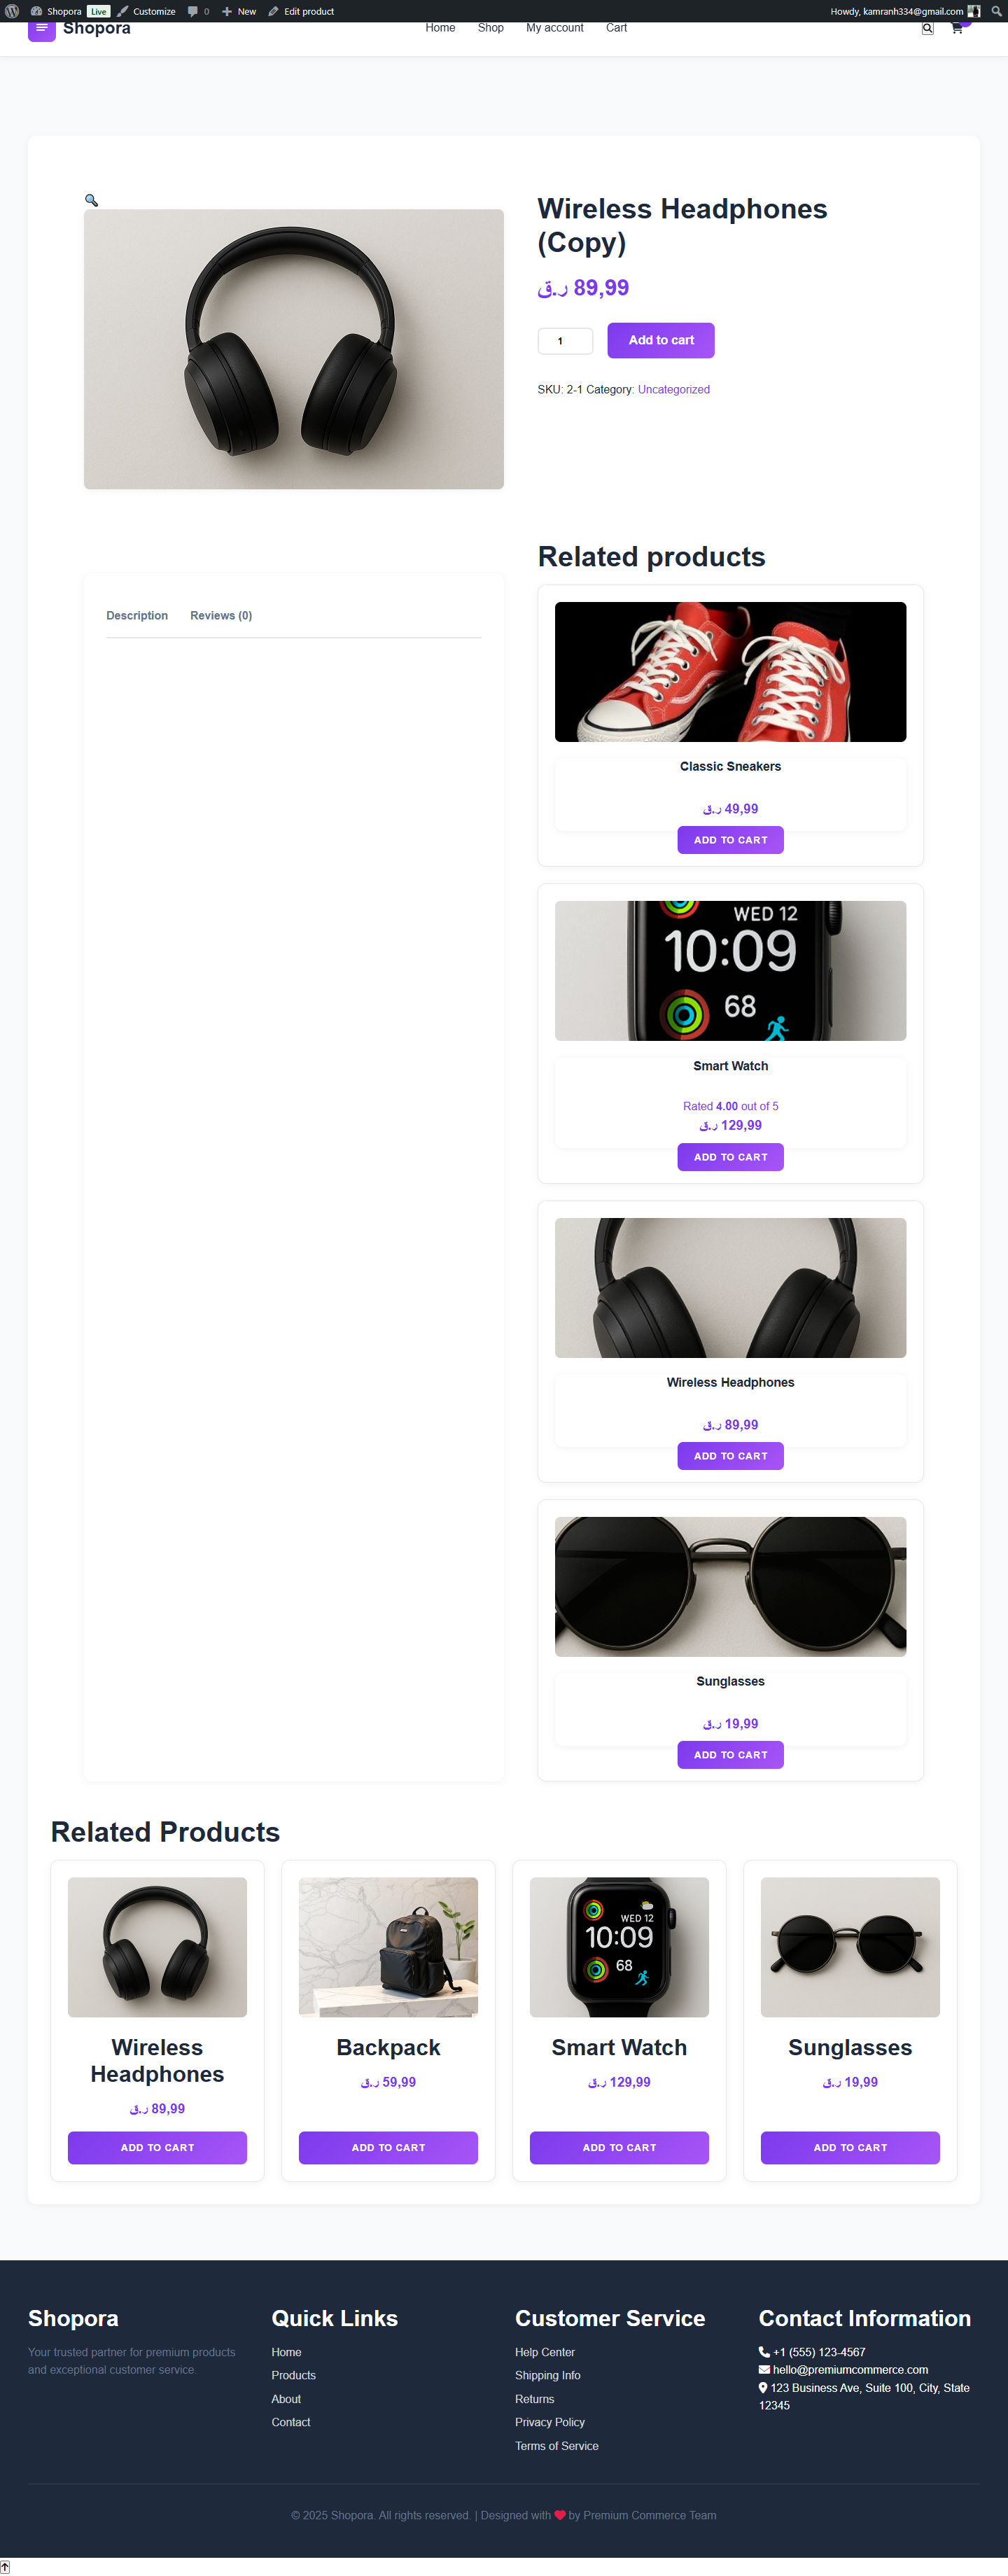 Shopora Live Customize 0 New Edit product Howdy, kamranh334@gmail.com
Shopora Home Shop My account Cart
Wireless Headphones
(Copy)
89,99 ر.ق
1 Add to cart
SKU: 2-1 Category: Uncategorized
Description Reviews (0)
Related products
Classic Sneakers
49,99 ر.ق
ADD TO CART
WED 12
10:09
68
Smart Watch
Rated 4.00 out of 5
129,99 ر.ق
ADD TO CART
Wireless Headphones
89,99 ر.ق
ADD TO CART
Sunglasses
19,99 ر.ق
ADD TO CART
Related Products
Wireless
Headphones
89,99 ر.ق
ADD TO CART
Backpack
59,99 ر.ق
ADD TO CART
WED 12
10:09
68
Smart Watch
129,99 ر.ق
ADD TO CART
Sunglasses
19,99 ر.ق
ADD TO CART
Shopora
Your trusted partner for premium products
and exceptional customer service.
Quick Links
Home
Products
About
Contact
Customer Service
Help Center
Shipping Info
Returns
Privacy Policy
Terms of Service
Contact Information
+1 (555) 123-4567
hello@premiumcommerce.com
123 Business Ave, Suite 100, City, State
12345
© 2025 Shopora. All rights reserved. | Designed with ❤ by Premium Commerce Team